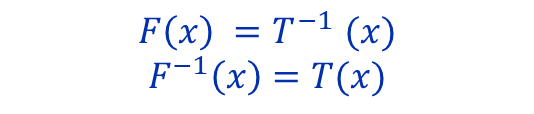 F(x) = T⁻¹ (x)
F⁻¹(x) = T(x)